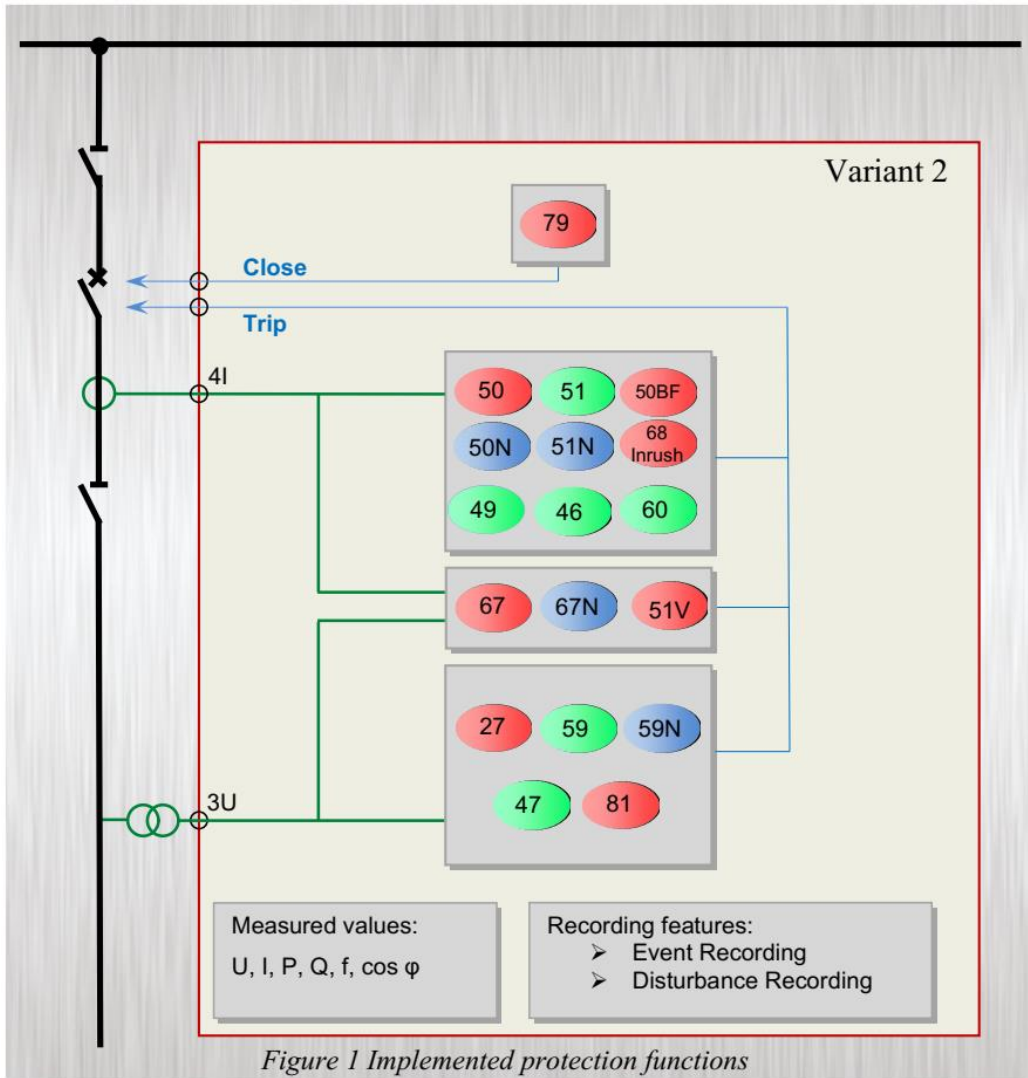 Variant 2
79
Close
Trip
4I
50 51 50BF
50N 51N 68
Inrush
49 46 60
67 67N 51V
27 59 59N
47 81
3U
Measured values:
U, I, P, Q, f, cos φ
Recording features:
➢ Event Recording
➢ Disturbance Recording
Figure 1 Implemented protection functions